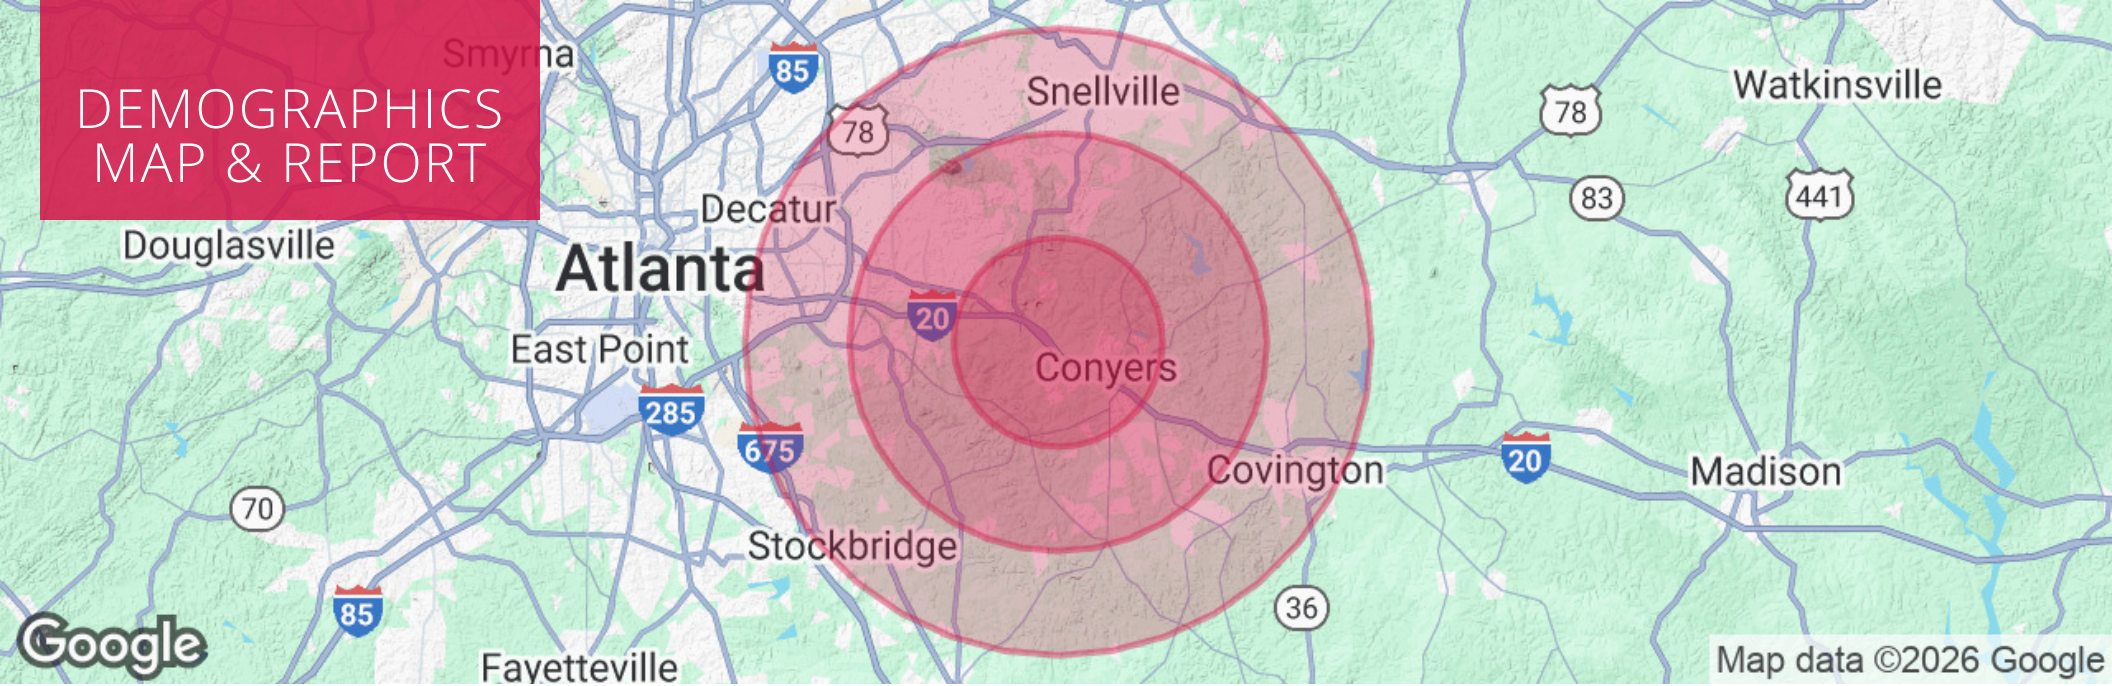 DEMOGRAPHICS
MAP & REPORT
Smyrna
85
Snellville
78
78
Watkinsville
Decatur
83
441
Douglasville
Atlanta
20
East Point
Conyers
285
675
Covington
20
Madison
70
Stockbridge
85
36
Google
Fayetteville
Map data ©2026 Google